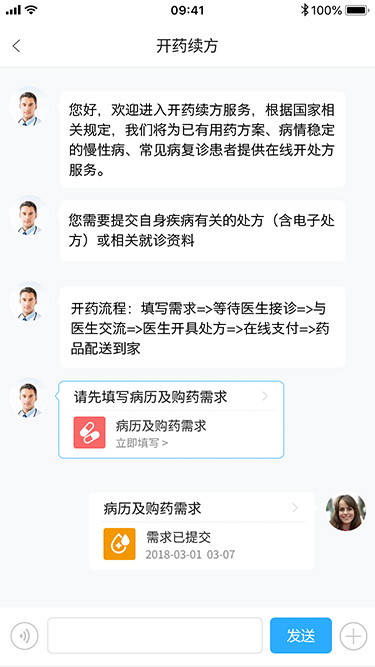 09:41
100%
开药续方
您好，欢迎进入开药续方服务，根据国家相
关规定，我们将为已有用药方案、病情稳定
的慢性病、常见病复诊患者提供在线开处方
服务。
您需要提交自身疾病有关的处方（含电子处
方）或相关就诊资料
开药流程：填写需求=>等待医生接诊=>与
医生交流=>医生开具处方=>在线支付=>药
品配送到家
请先填写病历及购药需求
病历及购药需求
立即填写 >
病历及购药需求
需求已提交
2018-03-01 03-07
发送